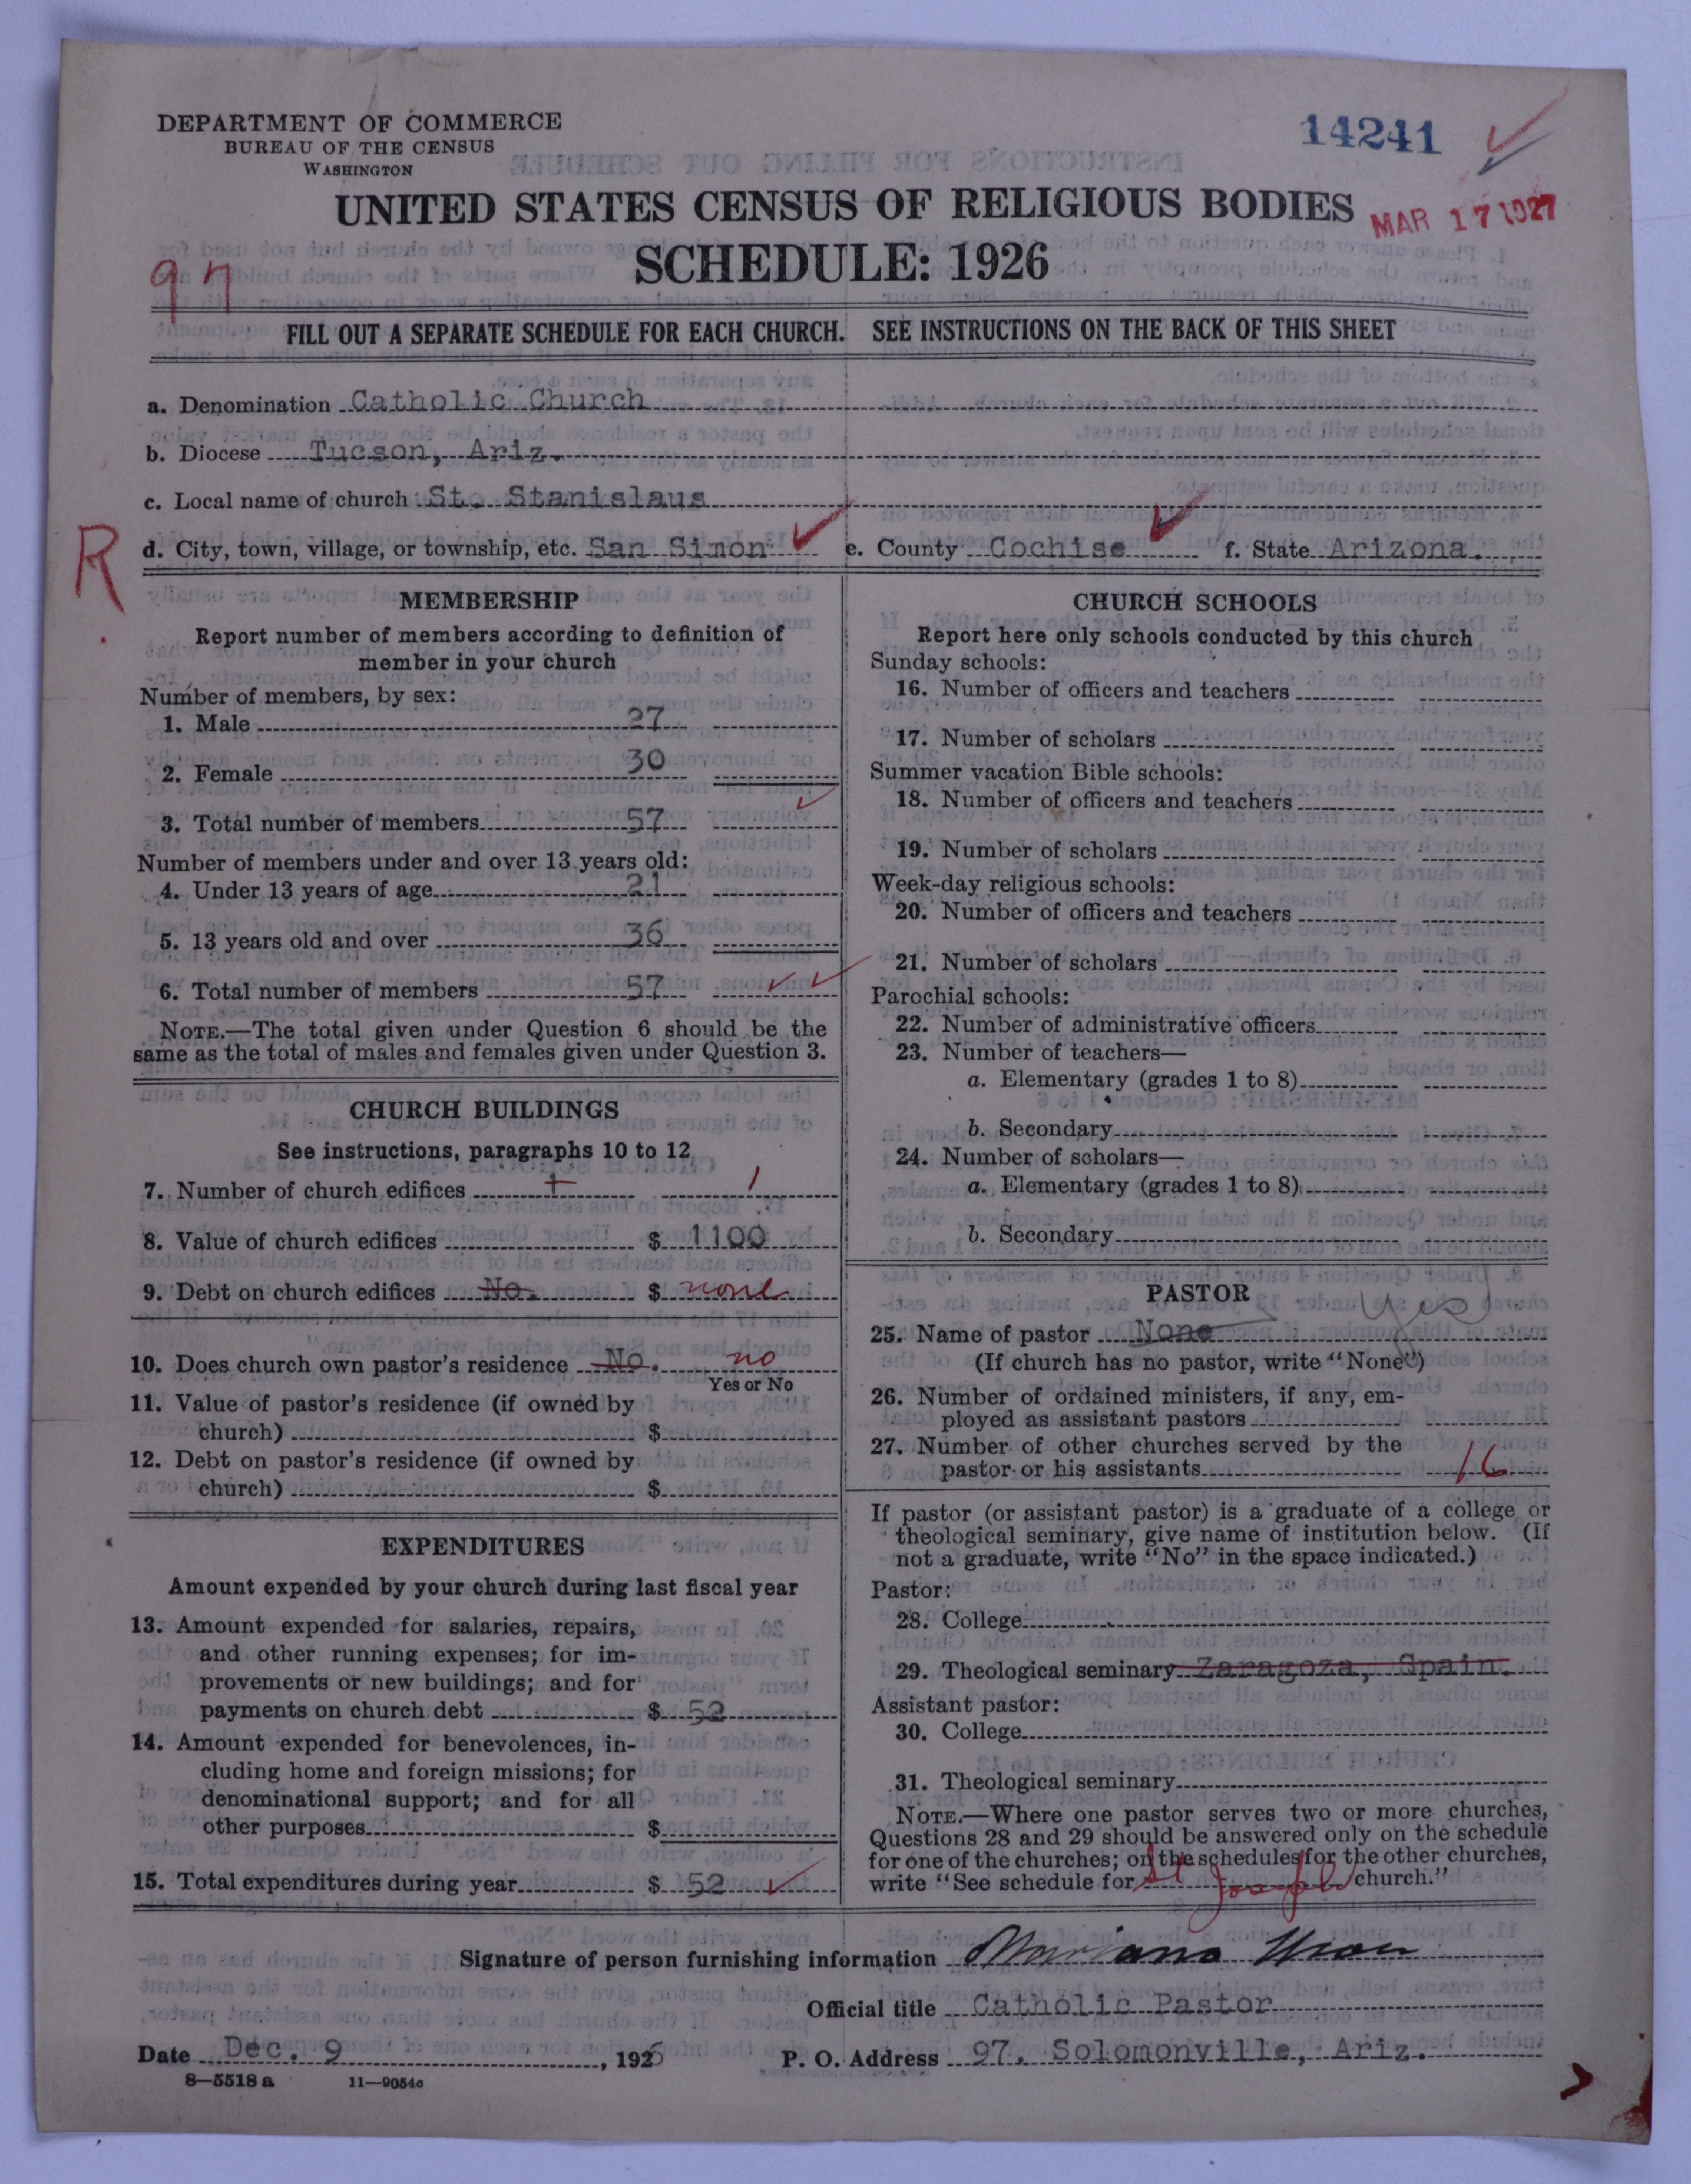 DEPARTMENT OF COMMERCE
BUREAU OF THE CENSUS
WASHINGTON
14241
UNITED STATES CENSUS OF RELIGIOUS BODIES
MAR 17 1927
SCHEDULE: 1926
FILL OUT A SEPARATE SCHEDULE FOR EACH CHURCH. SEE INSTRUCTIONS ON THE BACK OF THIS SHEET
a. Denomination Catholic Church
b. Diocese Tucson, Ariz.
c. Local name of church St. Stanislaus
R
d. City, town, village, or township, etc. San Simon e. County Cochise f. State Arizona.
MEMBERSHIP
Report number of members according to definition of
member in your church
Number of members, by sex:
1. Male 27
2. Female 30
3. Total number of members 57
Number of members under and over 13 years old:
4. Under 13 years of age 21
5. 13 years old and over 36
6. Total number of members 57
NOTE.—The total given under Question 6 should be the
same as the total of males and females given under Question 3.
CHURCH BUILDINGS
See instructions, paragraphs 10 to 12
7. Number of church edifices 1 1
8. Value of church edifices $ 1100
9. Debt on church edifices No. $ none
10. Does church own pastor's residence No. no
Yes or No
11. Value of pastor's residence (if owned by
church) $
12. Debt on pastor's residence (if owned by
church) $
EXPENDITURES
Amount expended by your church during last fiscal year
13. Amount expended for salaries, repairs,
and other running expenses; for im-
provements or new buildings; and for
payments on church debt $ 52
14. Amount expended for benevolences, in-
cluding home and foreign missions; for
denominational support; and for all
other purposes $
15. Total expenditures during year $ 52
CHURCH SCHOOLS
Report here only schools conducted by this church
Sunday schools:
16. Number of officers and teachers
17. Number of scholars
Summer vacation Bible schools:
18. Number of officers and teachers
19. Number of scholars
Week-day religious schools:
20. Number of officers and teachers
21. Number of scholars
Parochial schools:
22. Number of administrative officers
23. Number of teachers—
a. Elementary (grades 1 to 8)
b. Secondary
24. Number of scholars—
a. Elementary (grades 1 to 8)
b. Secondary
PASTOR
25. Name of pastor None yes
(If church has no pastor, write "None")
26. Number of ordained ministers, if any, em-
ployed as assistant pastors
27. Number of other churches served by the
pastor or his assistants 16
If pastor (or assistant pastor) is a graduate of a college or
theological seminary, give name of institution below. (If
not a graduate, write "No" in the space indicated.)
Pastor:
28. College
29. Theological seminary Zaragoza, Spain.
Assistant pastor:
30. College
31. Theological seminary
NOTE.—Where one pastor serves two or more churches,
Questions 28 and 29 should be answered only on the schedule
for one of the churches; on the schedules for the other churches,
write "See schedule for St Joseph church."
Signature of person furnishing information Mariano
Official title Catholic Pastor
Date Dec. 9, 1926 P. O. Address 97, Solomonville, Ariz.
8—5518 a 11—9054c